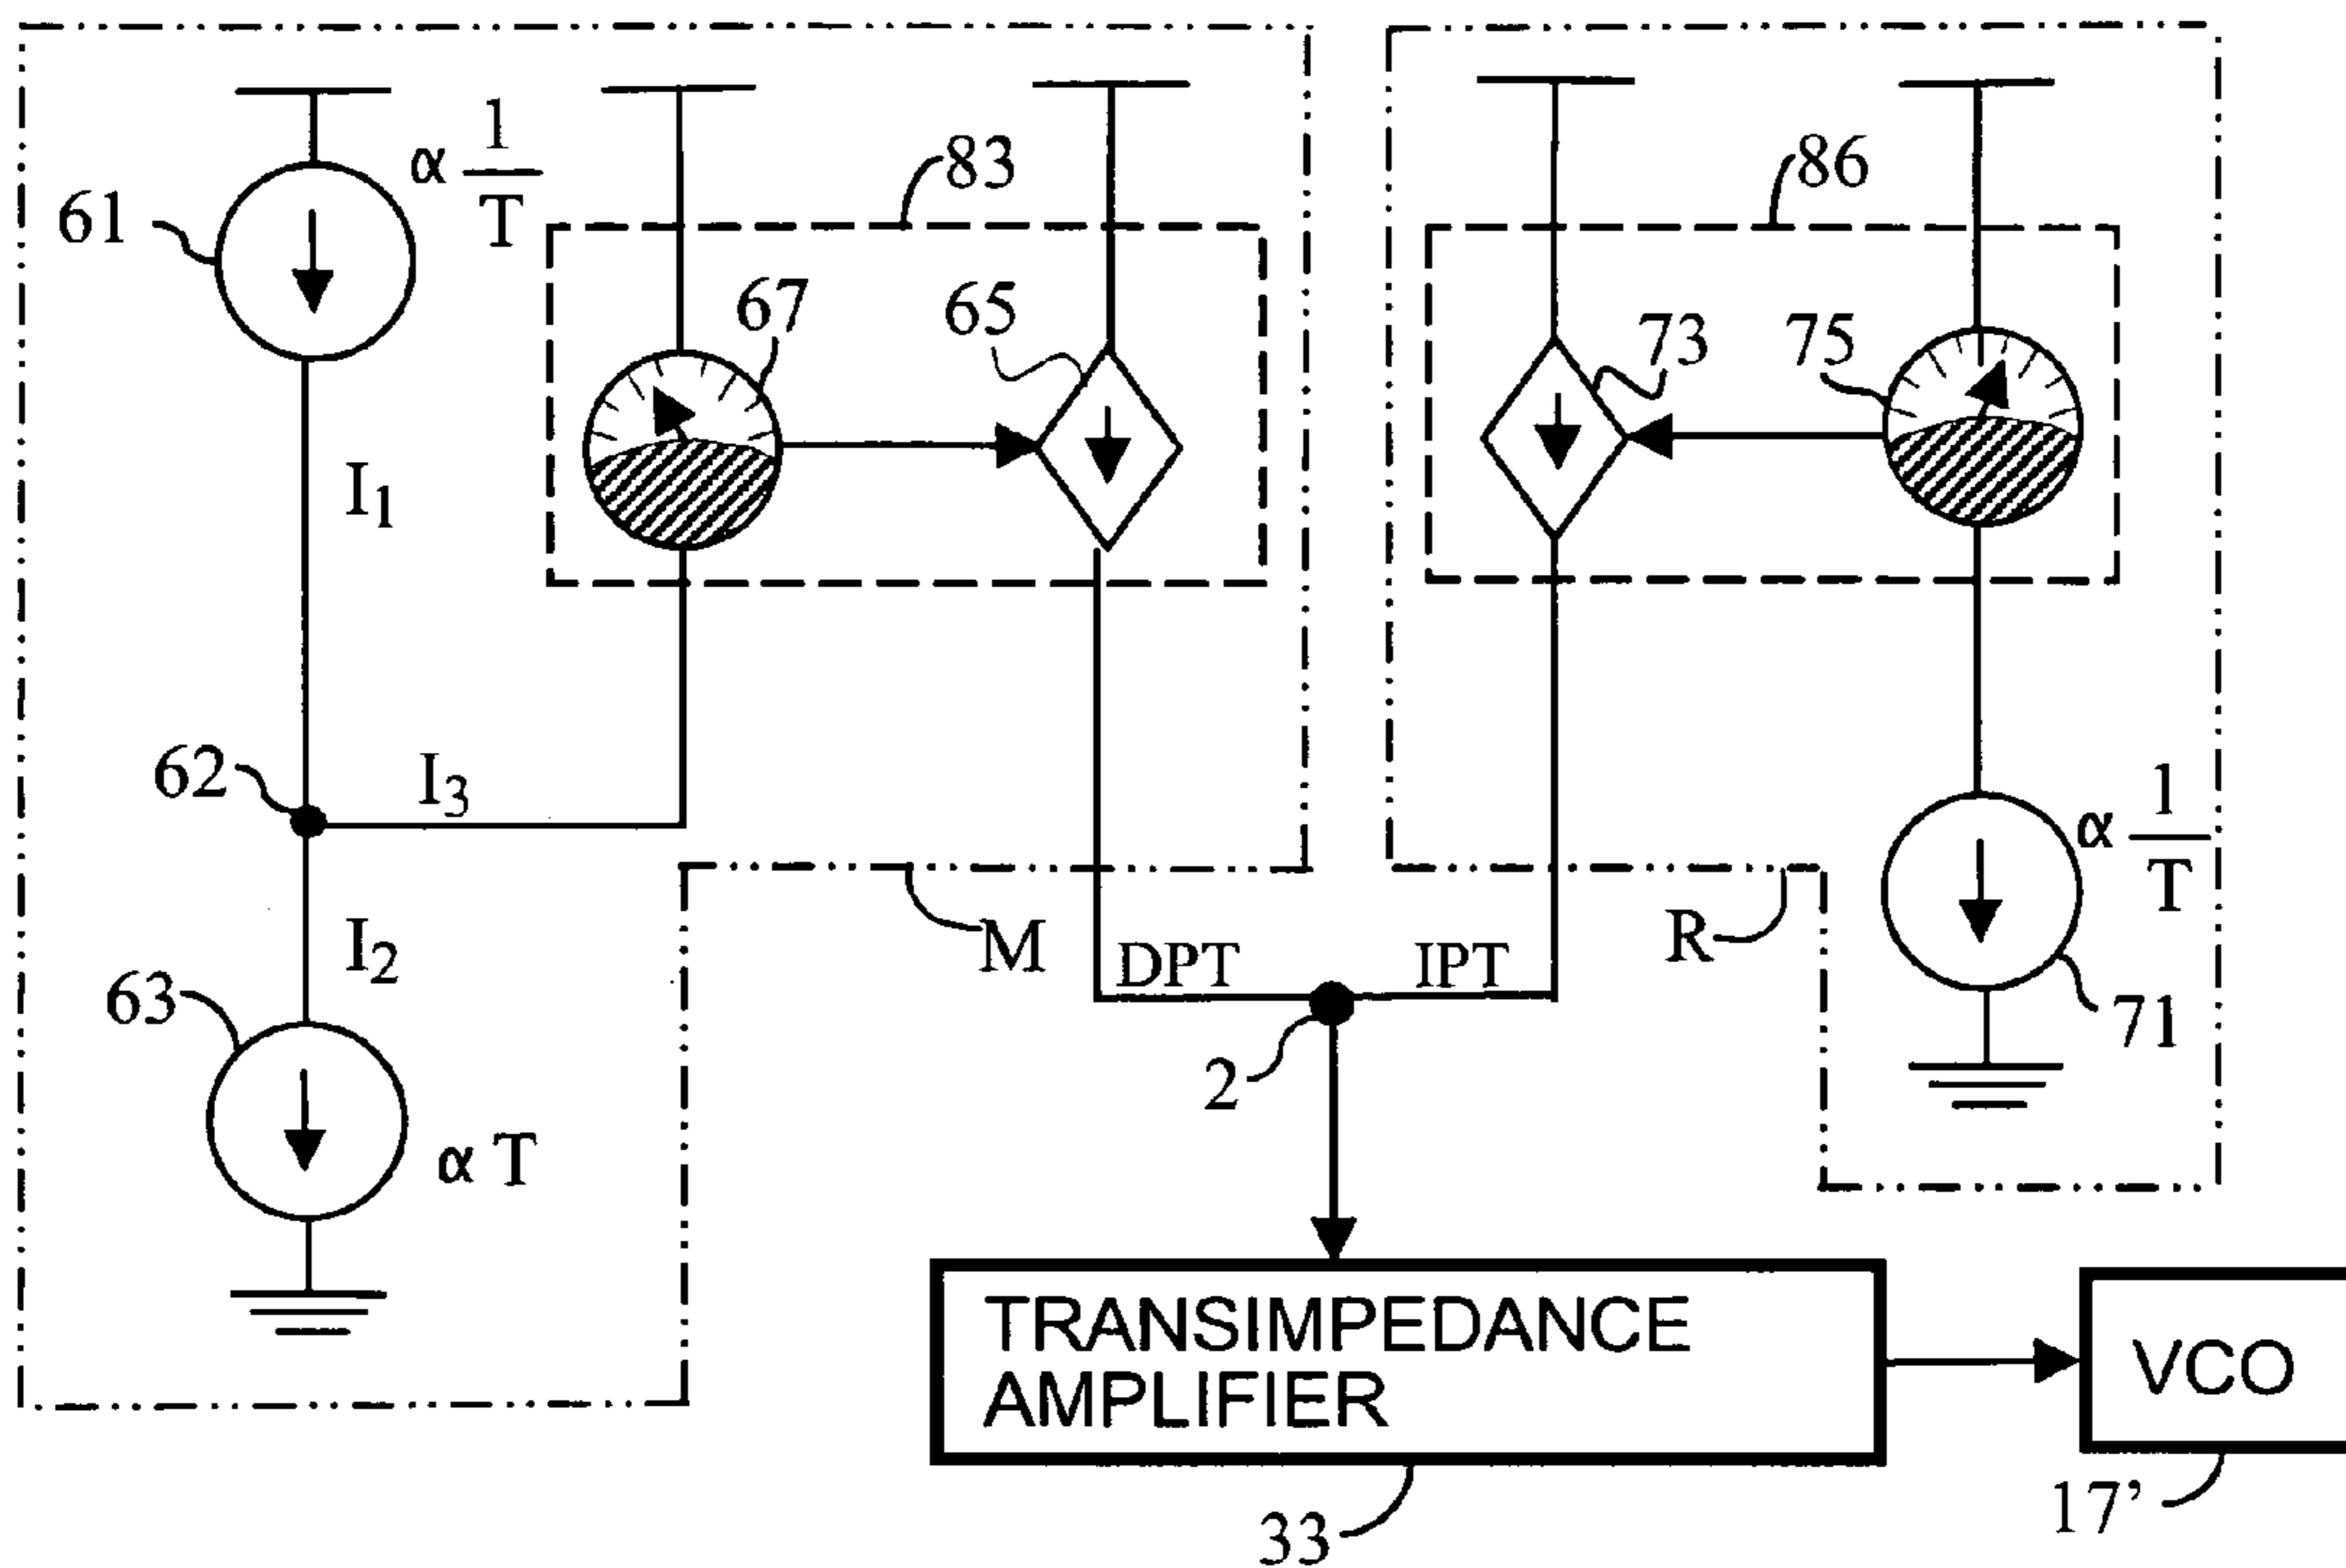 61
α 1/T
83
67
65
86
73
75
I₁
62
I₃
I₂
63
α T
M
DPT
IPT
R
α 1/T
71
2
TRANSIMPEDANCE
AMPLIFIER
VCO
33
17’